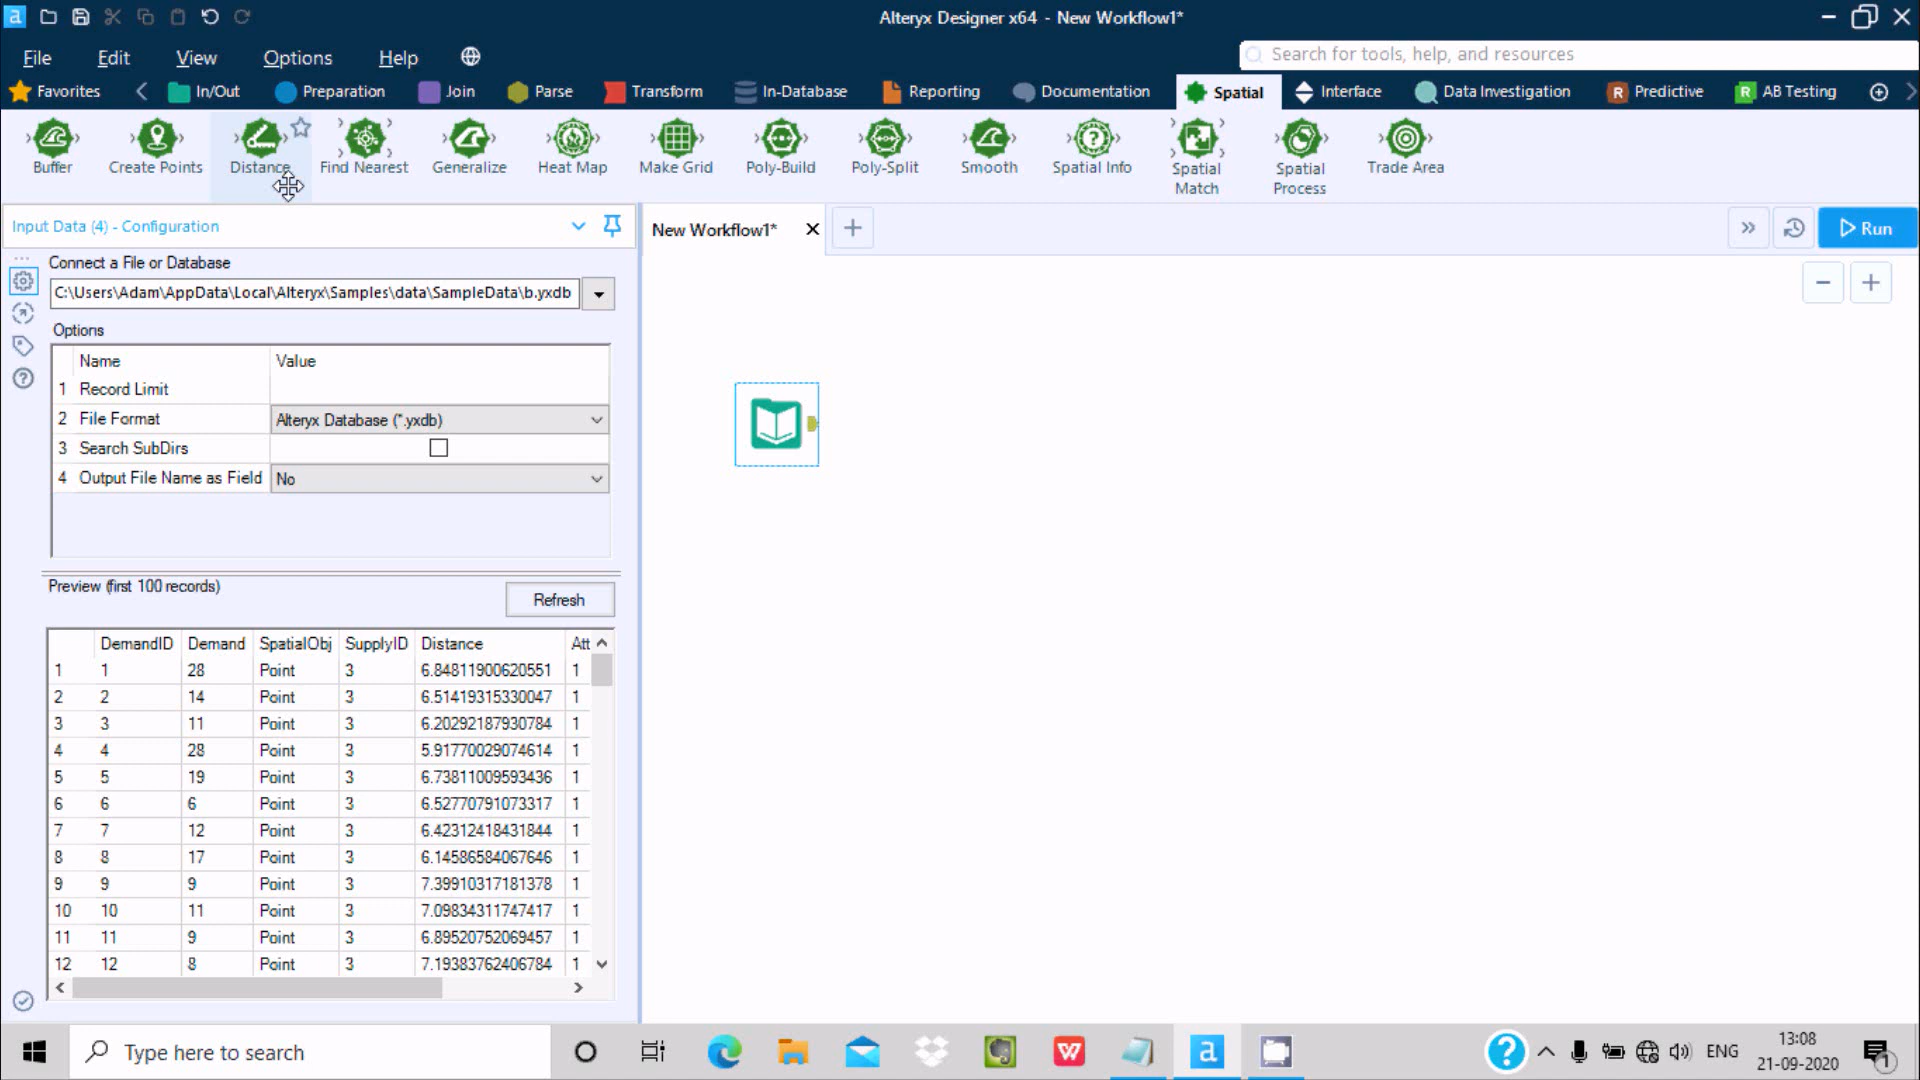 Alteryx Designer x64 - New Workflow1*
File Edit View Options Help
Search for tools, help, and resources
Favorites In/Out Preparation Join Parse Transform In-Database Reporting Documentation Spatial Interface Data Investigation R Predictive R AB Testing
Buffer Create Points Distance Find Nearest Generalize Heat Map Make Grid Poly-Build Poly-Split Smooth Spatial Info Spatial Match Spatial Process Trade Area
Input Data (4) - Configuration
New Workflow1*
Run
Connect a File or Database
C:\Users\Adam\AppData\Local\Alteryx\Samples\data\SampleData\b.yxdb
Options
Name Value
1 Record Limit
2 File Format Alteryx Database (*.yxdb)
3 Search SubDirs
4 Output File Name as Field No
Preview (first 100 records)
Refresh
DemandID Demand SpatialObj SupplyID Distance Att
1 1 28 Point 3 6.84811900620551 1
2 2 14 Point 3 6.51419315330047 1
3 3 11 Point 3 6.20292187930784 1
4 4 28 Point 3 5.91770029074614 1
5 5 19 Point 3 6.73811009593436 1
6 6 6 Point 3 6.52770791073317 1
7 7 12 Point 3 6.42312418431844 1
8 8 17 Point 3 6.14586584067646 1
9 9 9 Point 3 7.39910317181378 1
10 10 11 Point 3 7.09834311747417 1
11 11 9 Point 3 6.89520752069457 1
12 12 8 Point 3 7.19383762406784 1
Type here to search
ENG
13:08
21-09-2020
1